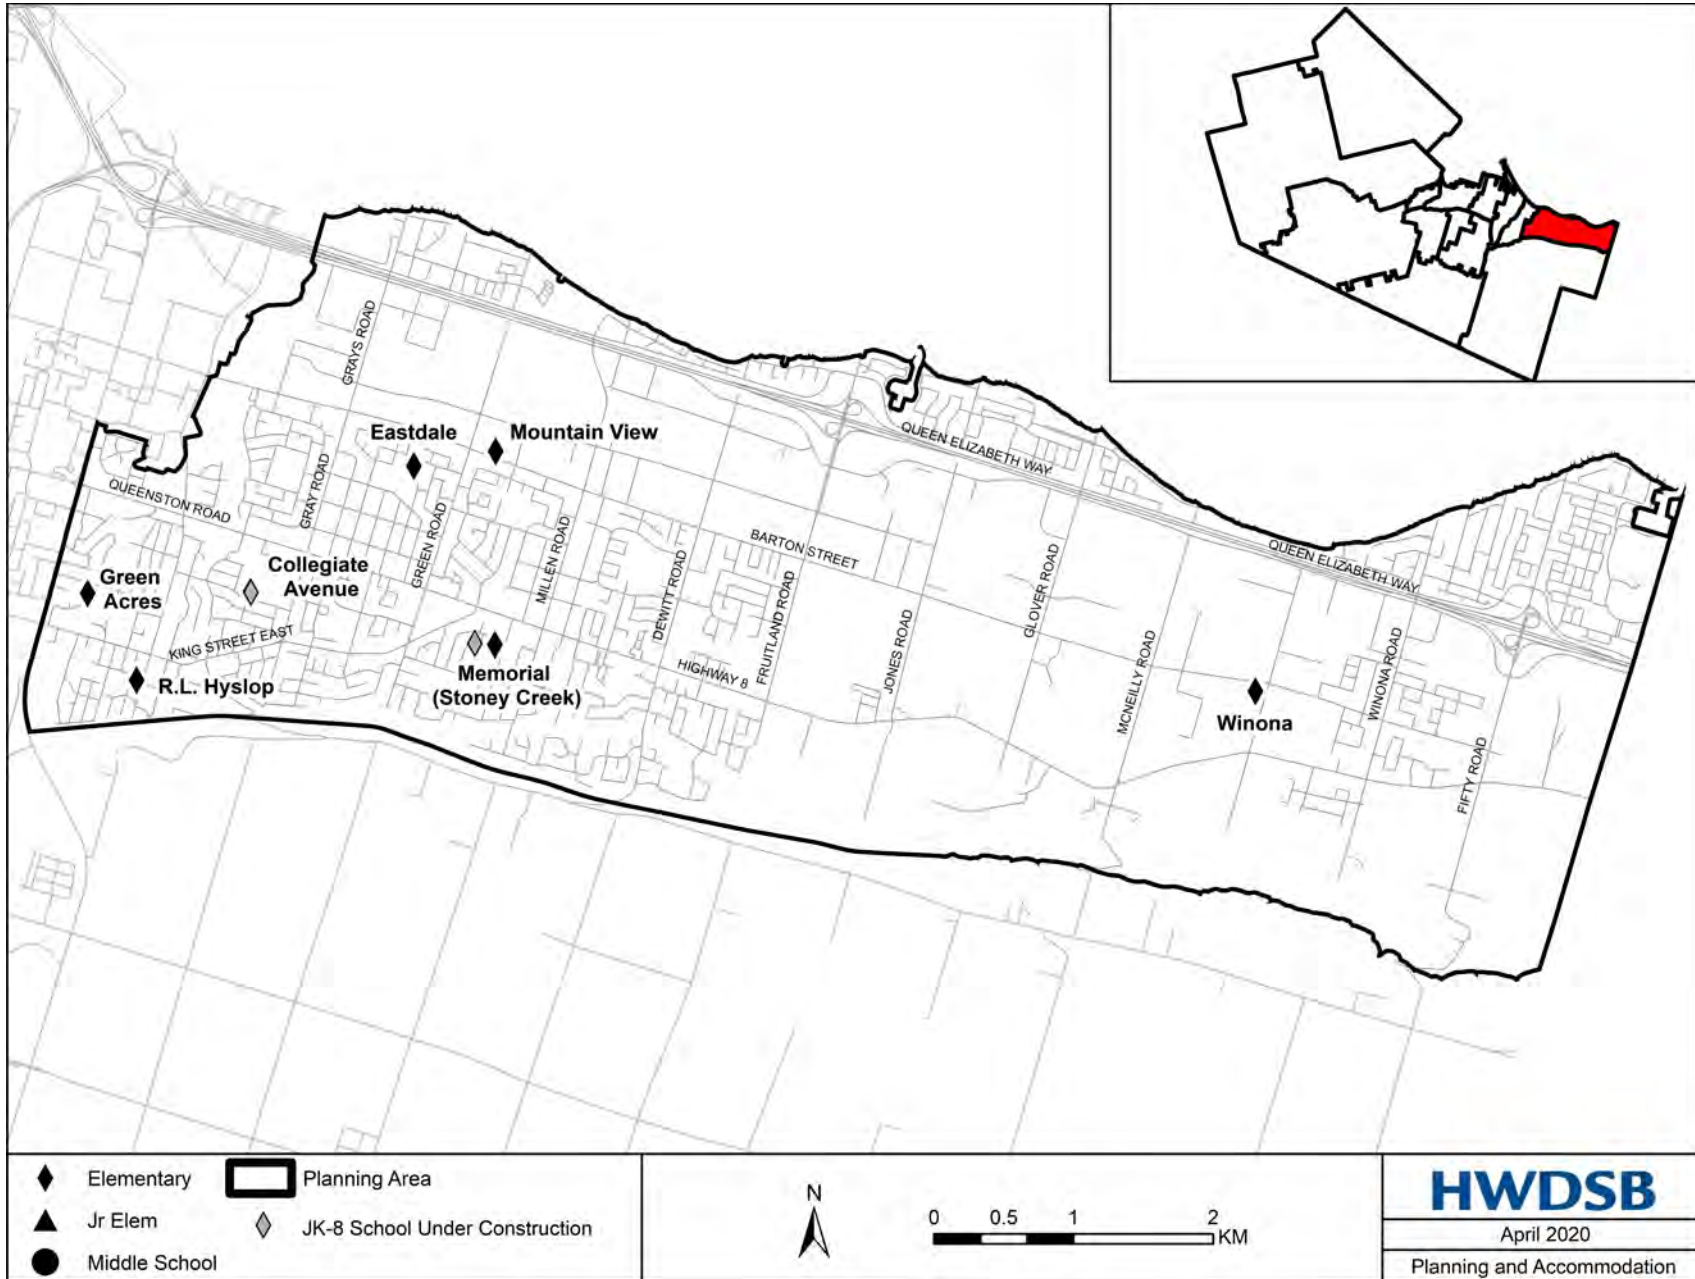 GRAYS ROAD
Eastdale
Mountain View
QUEEN ELIZABETH WAY
QUEENSTON ROAD
GRAY ROAD
GREEN ROAD
MILLEN ROAD
BARTON STREET
QUEEN ELIZABETH WAY
Green
Acres
Collegiate
Avenue
DEWITT ROAD
FRUITLAND ROAD
JONES ROAD
GLOVER ROAD
MCNEILLY ROAD
WINONA ROAD
KING STREET EAST
R.L. Hyslop
Memorial
(Stoney Creek)
HIGHWAY 8
Winona
FIFTY ROAD
Elementary
Planning Area
Jr Elem
JK-8 School Under Construction
Middle School
N
0 0.5 1 2
KM
HWDSB
April 2020
Planning and Accommodation